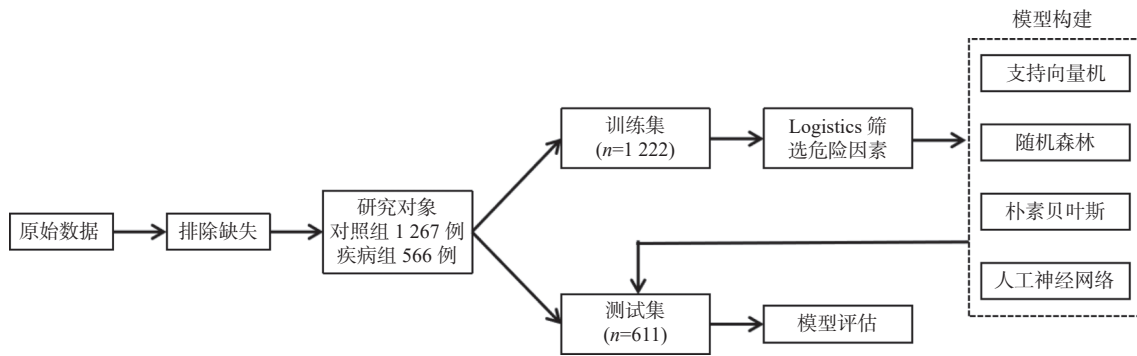 原始数据
排除缺失
研究对象
对照组 1 267 例
疾病组 566 例
训练集
(n=1 222)
Logistics 筛
选危险因素
模型构建
支持向量机
随机森林
朴素贝叶斯
人工神经网络
测试集
(n=611)
模型评估